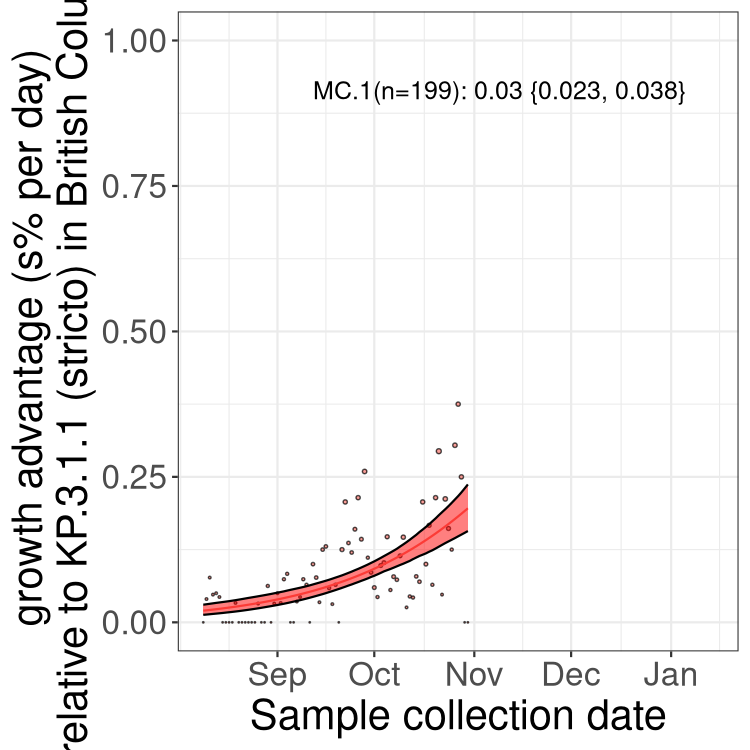 growth advantage (s% per day)
relative to KP.3.1.1 (stricto) in British Colu
1.00
0.75
0.50
0.25
0.00
MC.1(n=199): 0.03 {0.023, 0.038}
Sep Oct Nov Dec Jan
Sample collection date